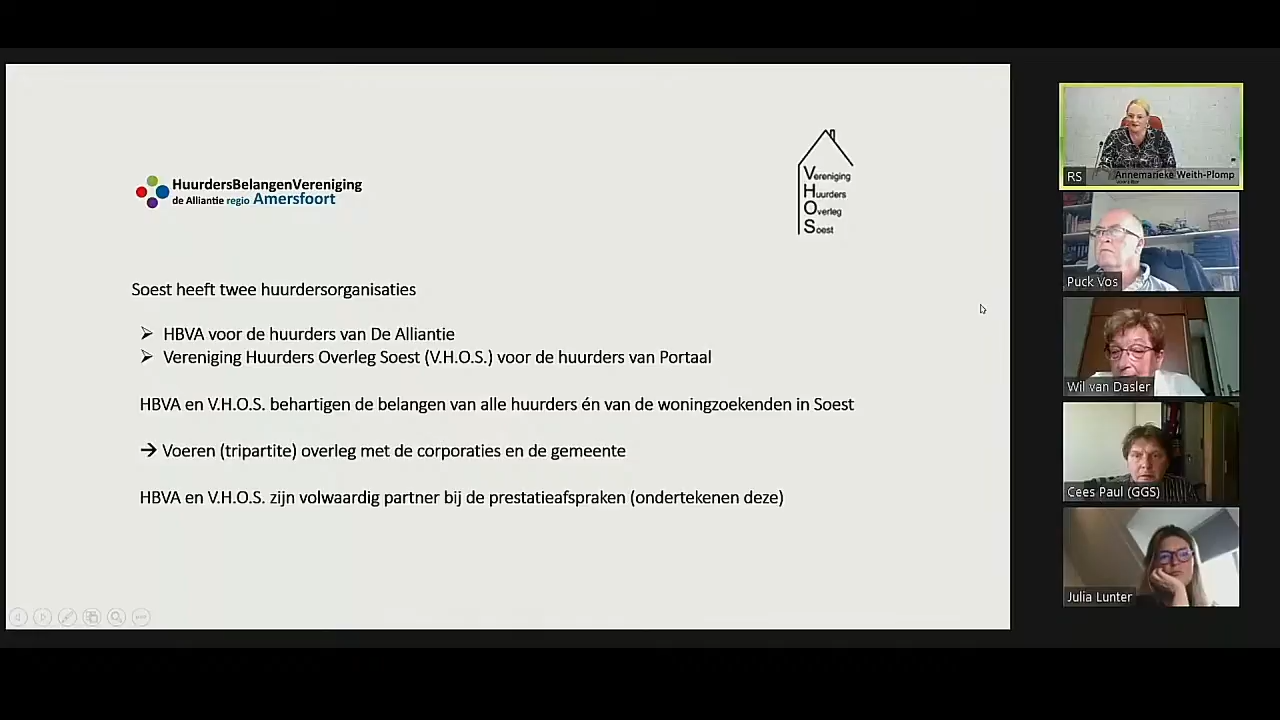 HuurdersBelangenVereniging
de Alliantie regio Amersfoort
Vereniging
Huurders
Overleg
Soest
Soest heeft twee huurdersorganisaties
➢ HBVA voor de huurders van De Alliantie
➢ Vereniging Huurders Overleg Soest (V.H.O.S.) voor de huurders van Portaal
HBVA en V.H.O.S. behartigen de belangen van alle huurders én van de woningzoekenden in Soest
→ Voeren (tripartite) overleg met de corporaties en de gemeente
HBVA en V.H.O.S. zijn volwaardig partner bij de prestatieafspraken (ondertekenen deze)
Annemarieke Weith-Plomp
RS
Puck Vos
Wil van Dasler
Cees Paul (GGS)
Julia Lunter